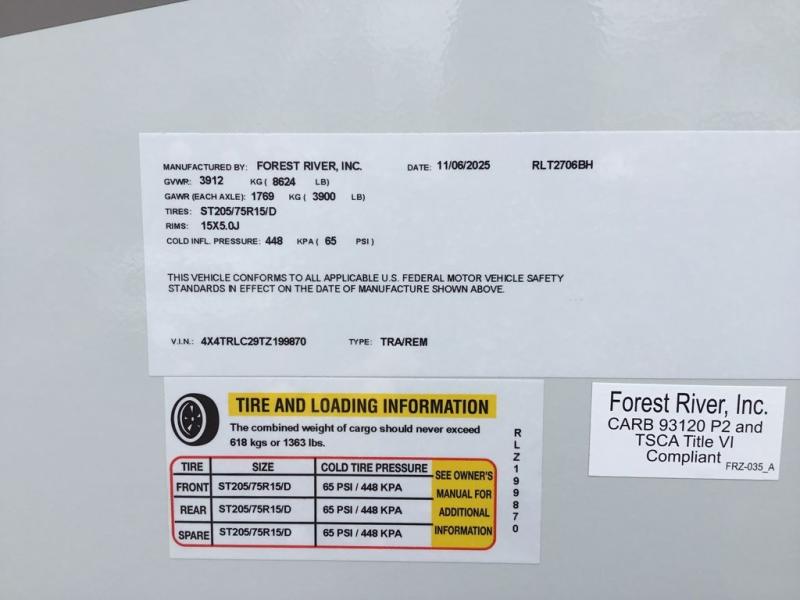 MANUFACTURED BY: FOREST RIVER, INC. DATE: 11/06/2025 RLT2706BH
GVWR: 3912 KG ( 8624 LB)
GAWR (EACH AXLE): 1769 KG ( 3900 LB)
TIRES: ST205/75R15/D
RIMS: 15X5.0J
COLD INFL. PRESSURE: 448 KPA ( 65 PSI )
THIS VEHICLE CONFORMS TO ALL APPLICABLE U.S. FEDERAL MOTOR VEHICLE SAFETY
STANDARDS IN EFFECT ON THE DATE OF MANUFACTURE SHOWN ABOVE.
V.I.N.: 4X4TRLC29TZ199870 TYPE: TRA/REM
TIRE AND LOADING INFORMATION
The combined weight of cargo should never exceed
618 kgs or 1363 lbs.
TIRE SIZE COLD TIRE PRESSURE
FRONT ST205/75R15/D 65 PSI / 448 KPA
REAR ST205/75R15/D 65 PSI / 448 KPA
SPARE ST205/75R15/D 65 PSI / 448 KPA
SEE OWNER'S
MANUAL FOR
ADDITIONAL
INFORMATION
RLZ199870
Forest River, Inc.
CARB 93120 P2 and
TSCA Title VI
Compliant
FRZ-035_A